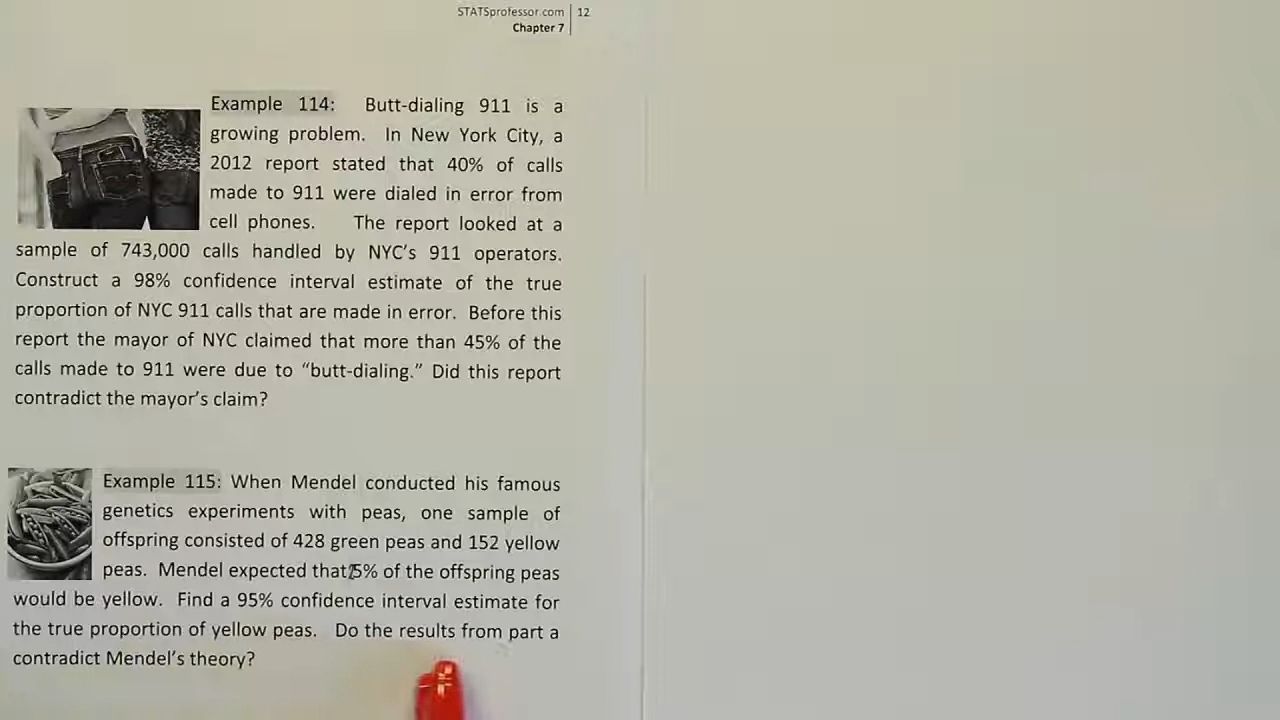 STATSprofessor.com 12
Chapter 7
Example 114: Butt-dialing 911 is a
growing problem. In New York City, a
2012 report stated that 40% of calls
made to 911 were dialed in error from
cell phones. The report looked at a
sample of 743,000 calls handled by NYC's 911 operators.
Construct a 98% confidence interval estimate of the true
proportion of NYC 911 calls that are made in error. Before this
report the mayor of NYC claimed that more than 45% of the
calls made to 911 were due to "butt-dialing." Did this report
contradict the mayor's claim?
Example 115: When Mendel conducted his famous
genetics experiments with peas, one sample of
offspring consisted of 428 green peas and 152 yellow
peas. Mendel expected that 5% of the offspring peas
would be yellow. Find a 95% confidence interval estimate for
the true proportion of yellow peas. Do the results from part a
contradict Mendel's theory?